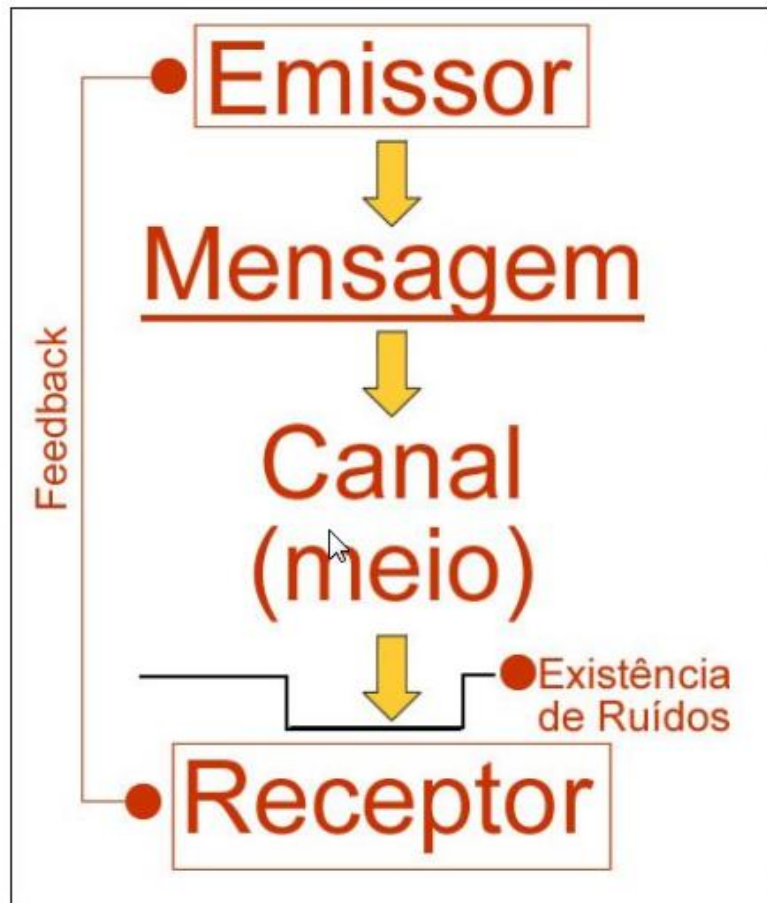 Emissor
Mensagem
Canal
(meio)
Existência
de Ruídos
Receptor
Feedback